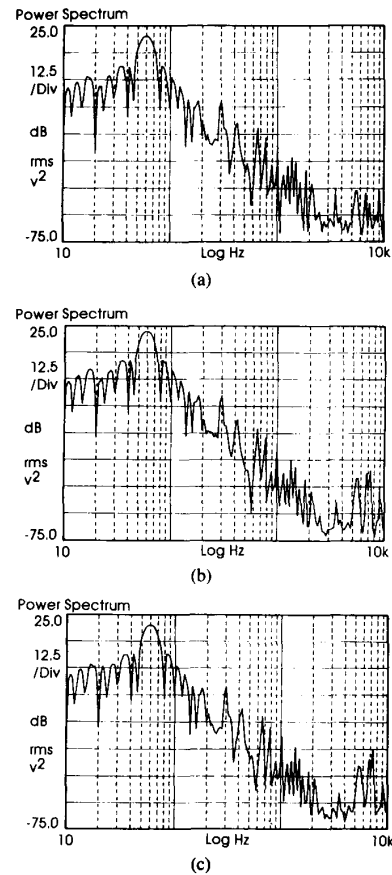 Power Spectrum
25.0
12.5
/Div
dB
rms
v2
-75.0
10
Log Hz
10k
(a)
Power Spectrum
25.0
12.5
/Div
dB
rms
v2
-75.0
10
Log Hz
10k
(b)
Power Spectrum
25.0
12.5
/Div
dB
rms
v2
-75.0
10
Log Hz
10k
(c)